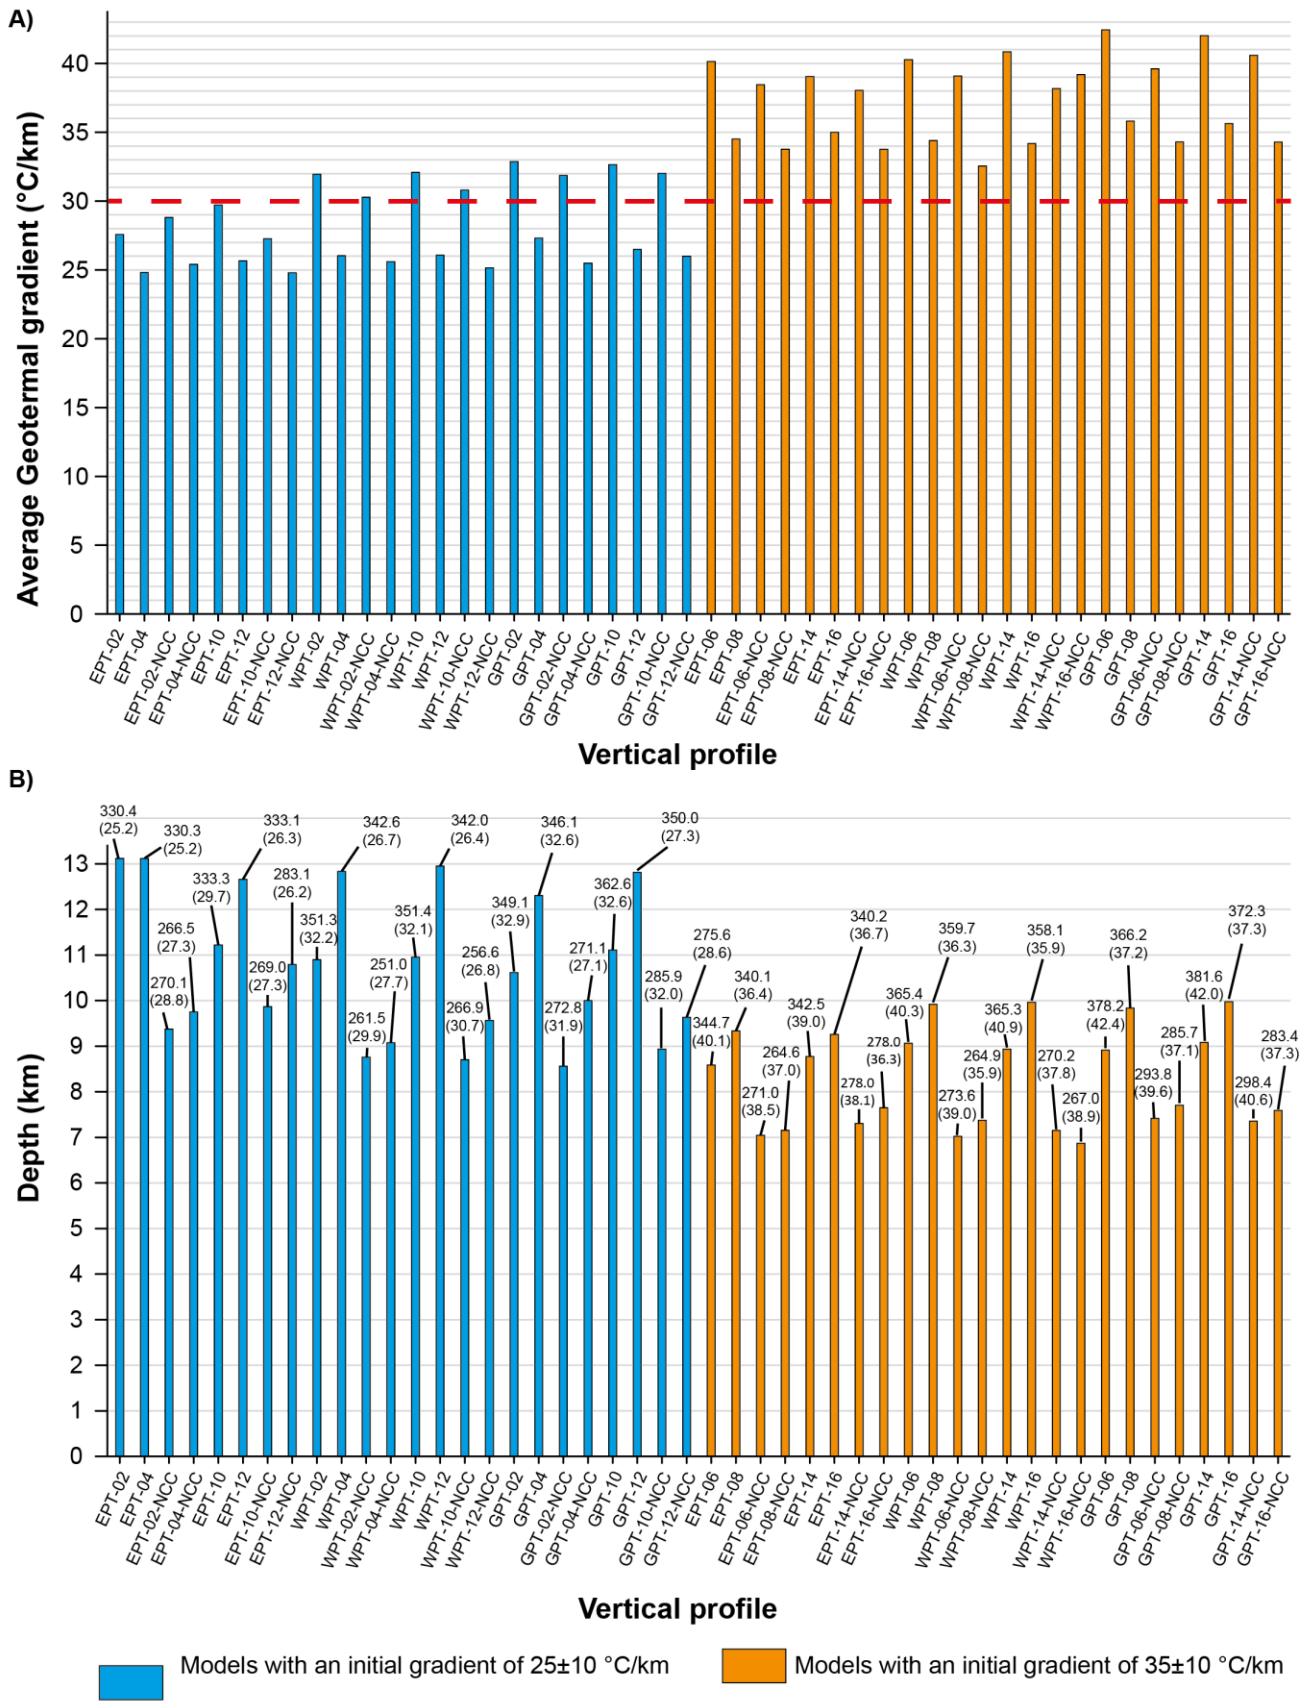 A)
Average Geotermal gradient (°C/km)
40
35
30
25
20
15
10
5
0
EPT-02
EPT-04
EPT-02-NCC
EPT-04-NCC
EPT-10
EPT-12
EPT-10-NCC
EPT-12-NCC
WPT-02
WPT-04
WPT-02-NCC
WPT-04-NCC
WPT-10
WPT-12
WPT-10-NCC
WPT-12-NCC
GPT-02
GPT-04
GPT-02-NCC
GPT-04-NCC
GPT-10
GPT-12
GPT-10-NCC
GPT-12-NCC
EPT-06
EPT-08
EPT-06-NCC
EPT-08-NCC
EPT-14
EPT-16
EPT-14-NCC
EPT-16-NCC
WPT-06
WPT-08
WPT-06-NCC
WPT-08-NCC
WPT-14
WPT-16
WPT-14-NCC
WPT-16-NCC
GPT-06
GPT-08
GPT-06-NCC
GPT-08-NCC
GPT-14
GPT-16
GPT-14-NCC
GPT-16-NCC
Vertical profile
B)
Depth (km)
13
12
11
10
9
8
7
6
5
4
3
2
1
0
330.4
(25.2)
330.3
(25.2)
270.1
(28.8)
266.5
(27.3)
333.3
(29.7)
333.1
(26.3)
269.0
(27.3)
283.1
(26.2)
351.3
(32.2)
342.6
(26.7)
261.5
(29.9)
251.0
(27.7)
351.4
(32.1)
342.0
(26.4)
266.9
(30.7)
256.6
(26.8)
349.1
(32.9)
346.1
(32.6)
272.8
(31.9)
271.1
(27.1)
362.6
(32.6)
350.0
(27.3)
285.9
(32.0)
275.6
(28.6)
344.7
(40.1)
340.1
(36.4)
271.0
(38.5)
264.6
(37.0)
342.5
(39.0)
340.2
(36.7)
278.0
(38.1)
278.0
(36.3)
365.4
(40.3)
359.7
(36.3)
273.6
(39.0)
264.9
(35.9)
365.3
(40.9)
358.1
(35.9)
270.2
(37.8)
267.0
(38.9)
378.2
(42.4)
366.2
(37.2)
293.8
(39.6)
285.7
(37.1)
381.6
(42.0)
372.3
(37.3)
298.4
(40.6)
283.4
(37.3)
EPT-02
EPT-04
EPT-02-NCC
EPT-04-NCC
EPT-10
EPT-12
EPT-10-NCC
EPT-12-NCC
WPT-02
WPT-04
WPT-02-NCC
WPT-04-NCC
WPT-10
WPT-12
WPT-10-NCC
WPT-12-NCC
GPT-02
GPT-04
GPT-02-NCC
GPT-04-NCC
GPT-10
GPT-12
GPT-10-NCC
GPT-12-NCC
EPT-06
EPT-08
EPT-06-NCC
EPT-08-NCC
EPT-14
EPT-16
EPT-14-NCC
EPT-16-NCC
WPT-06
WPT-08
WPT-06-NCC
WPT-08-NCC
WPT-14
WPT-16
WPT-14-NCC
WPT-16-NCC
GPT-06
GPT-08
GPT-06-NCC
GPT-08-NCC
GPT-14
GPT-16
GPT-14-NCC
GPT-16-NCC
Vertical profile
Models with an initial gradient of 25±10 °C/km
Models with an initial gradient of 35±10 °C/km